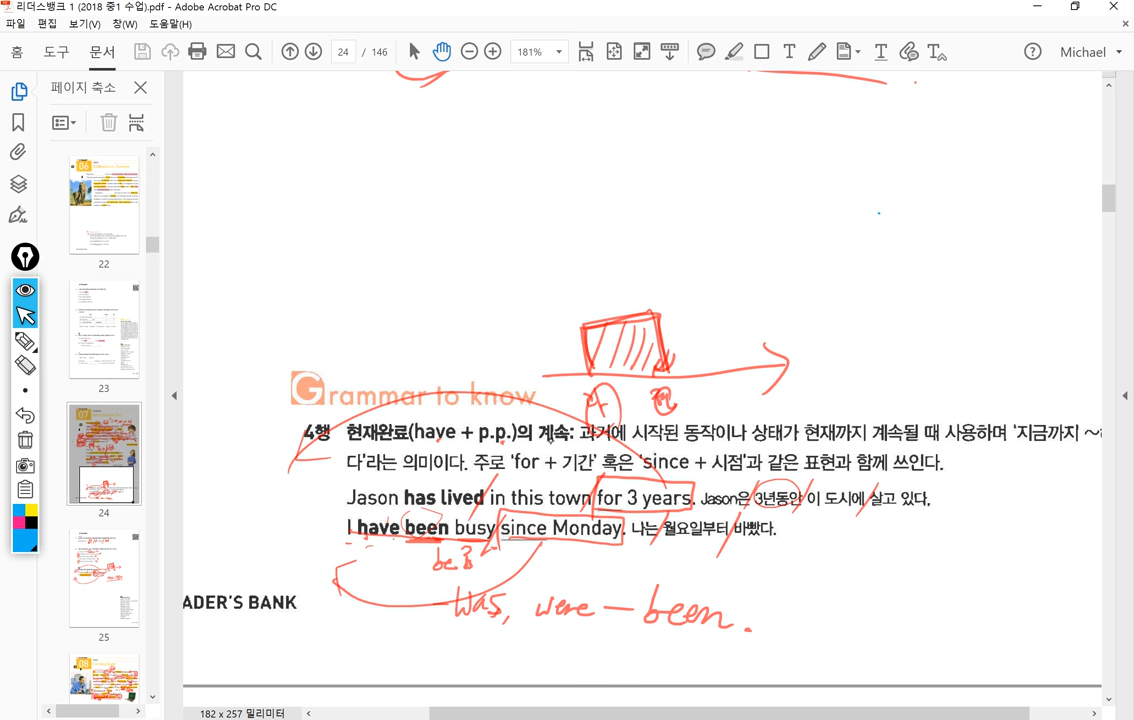 리더스뱅크 1 (2018 중1 수업).pdf - Adobe Acrobat Pro DC
파일 편집 보기(V) 창(W) 도움말(H)
홈 도구 문서 24 / 146 181% Michael
페이지 축소
22
23
24
25
Grammar to know
4행 현재완료(have + p.p.)의 계속: 과거에 시작된 동작이나 상태가 현재까지 계속될 때 사용하며 '지금까지 ~
다'라는 의미이다. 주로 'for + 기간' 혹은 'since + 시점'과 같은 표현과 함께 쓰인다.
Jason has lived in this town for 3 years. Jason은 3년동안 이 도시에 살고 있다.
I have been busy since Monday. 나는 월요일부터 바빴다.
was, were — been.
ADER'S BANK
182 x 257 밀리미터